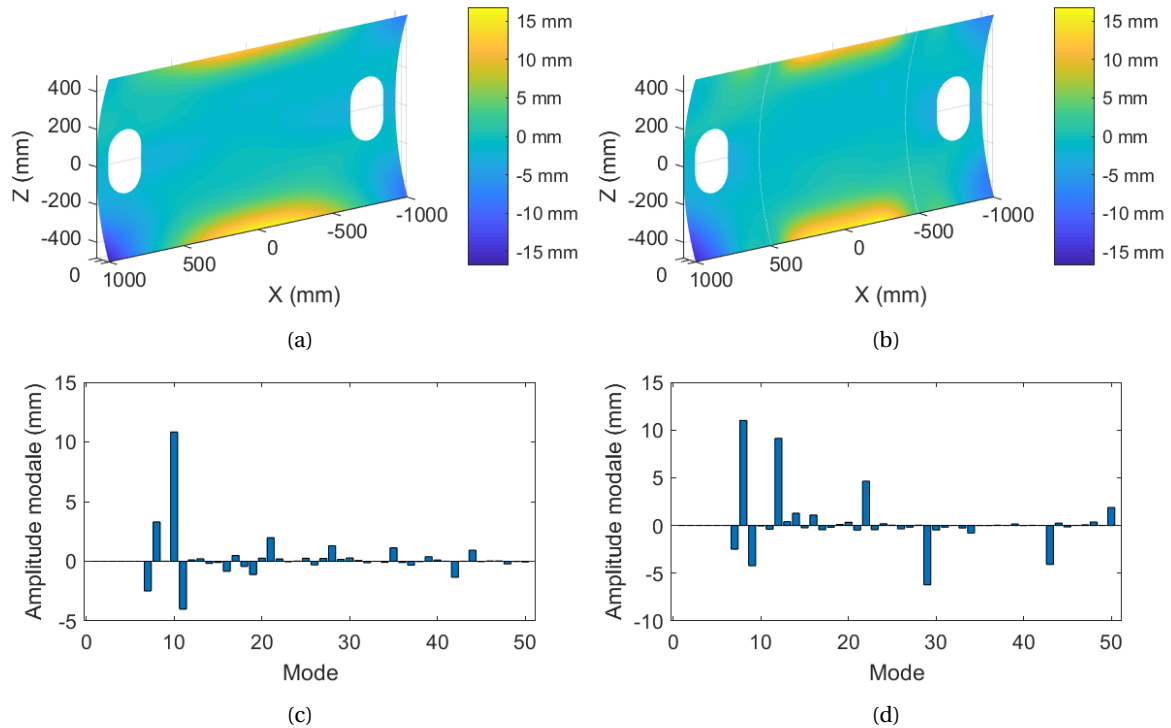 15 mm
10 mm
5 mm
0 mm
-5 mm
-10 mm
-15 mm
Z (mm)
400
200
0
-200
-400
0
1000
500
0
-500
-1000
X (mm)
(a)
15 mm
10 mm
5 mm
0 mm
-5 mm
-10 mm
-15 mm
Z (mm)
400
200
0
-200
-400
0
1000
500
0
-500
-1000
X (mm)
(b)
Amplitude modale (mm)
15
10
5
0
-5
0 10 20 30 40 50
Mode
(c)
Amplitude modale (mm)
15
10
5
0
-5
-10
0 10 20 30 40 50
Mode
(d)